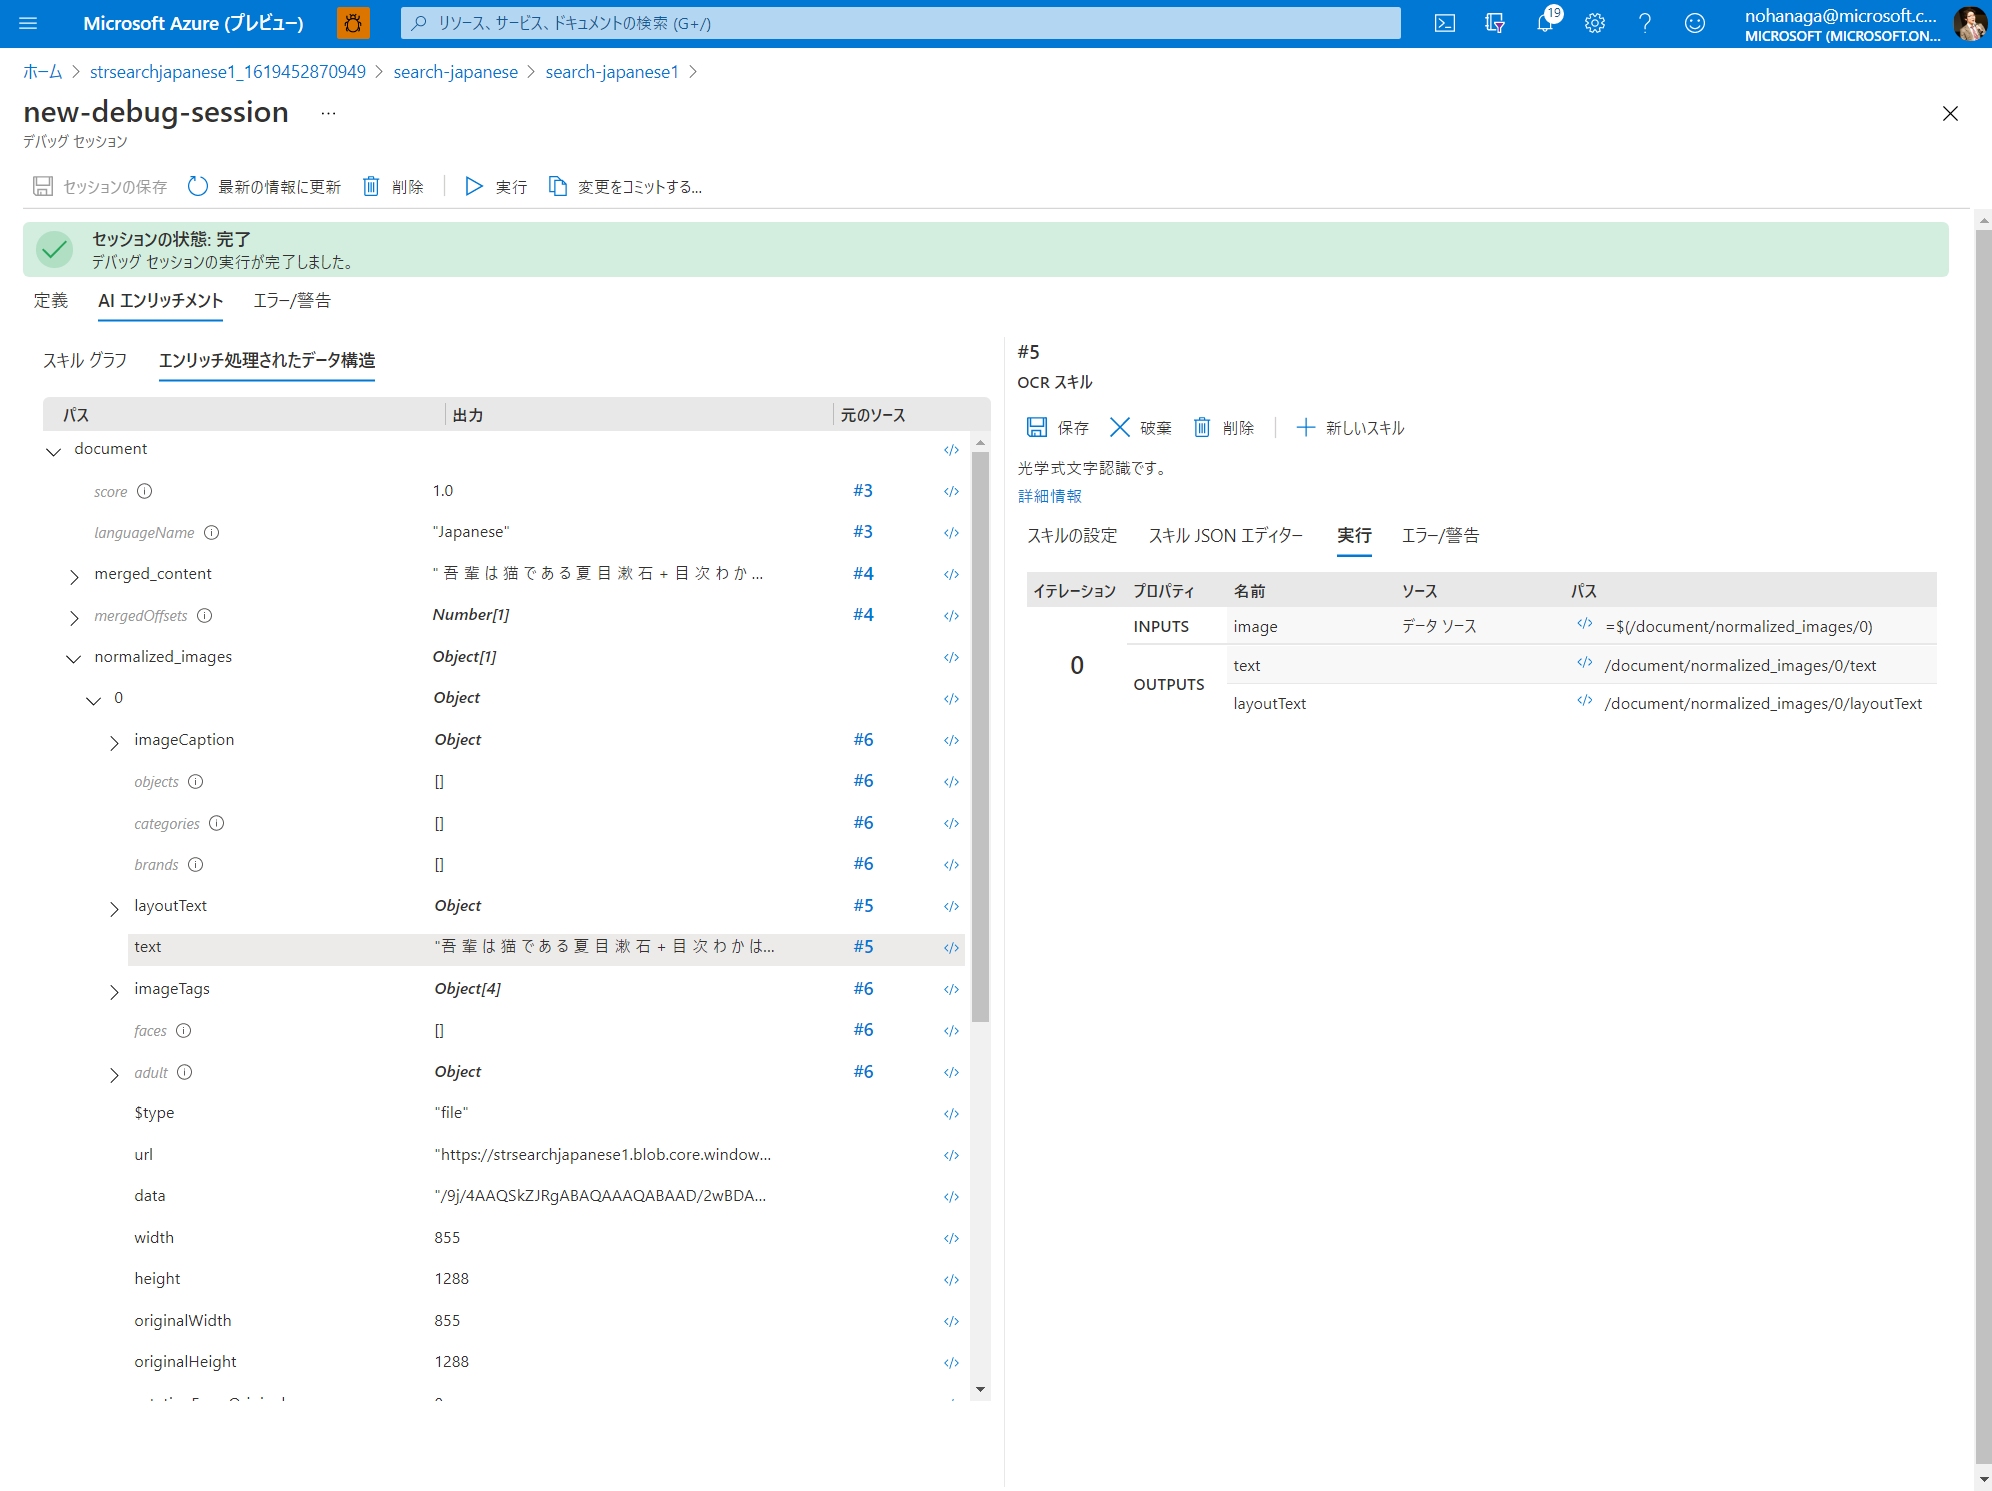 Microsoft Azure (プレビュー)
リソース、サービス、ドキュメントの検索 (G+/)
19
nohanaga@microsoft.c...
MICROSOFT (MICROSOFT.ON...
ホーム > strsearchjapanese1_1619452870949 > search-japanese > search-japanese1 >
new-debug-session ...
デバッグ セッション
セッションの保存 最新の情報に更新 削除 実行 変更をコミットする...
セッションの状態: 完了
デバッグ セッションの実行が完了しました。
定義 AI エンリッチメント エラー/警告
スキル グラフ エンリッチ処理されたデータ構造
パス 出力 元のソース
document </>
score 1.0 #3 </>
languageName "Japanese" #3 </>
merged_content " 吾 輩 は 猫 で あ る 夏 目 漱 石 + 目 次 わ か ... #4 </>
mergedOffsets Number[1] #4 </>
normalized_images Object[1] </>
0 Object </>
imageCaption Object #6 </>
objects [] #6 </>
categories [] #6 </>
brands [] #6 </>
layoutText Object #5 </>
text "吾 輩 は 猫 で あ る 夏 目 漱 石 + 目 次 わ か は... #5 </>
imageTags Object[4] #6 </>
faces [] #6 </>
adult Object #6 </>
$type "file" </>
url "https://strsearchjapanese1.blob.core.window... </>
data "/9j/4AAQSkZJRgABAQAAAQABAAD/2wBDA... </>
width 855 </>
height 1288 </>
originalWidth 855 </>
originalHeight 1288 </>
#5
OCR スキル
保存 破棄 削除 新しいスキル
光学式文字認識です。
詳細情報
スキルの設定 スキル JSON エディター 実行 エラー/警告
イテレーション プロパティ 名前 ソース パス
0
INPUTS image データ ソース </> =$(/document/normalized_images/0)
OUTPUTS
text </> /document/normalized_images/0/text
layoutText </> /document/normalized_images/0/layoutText